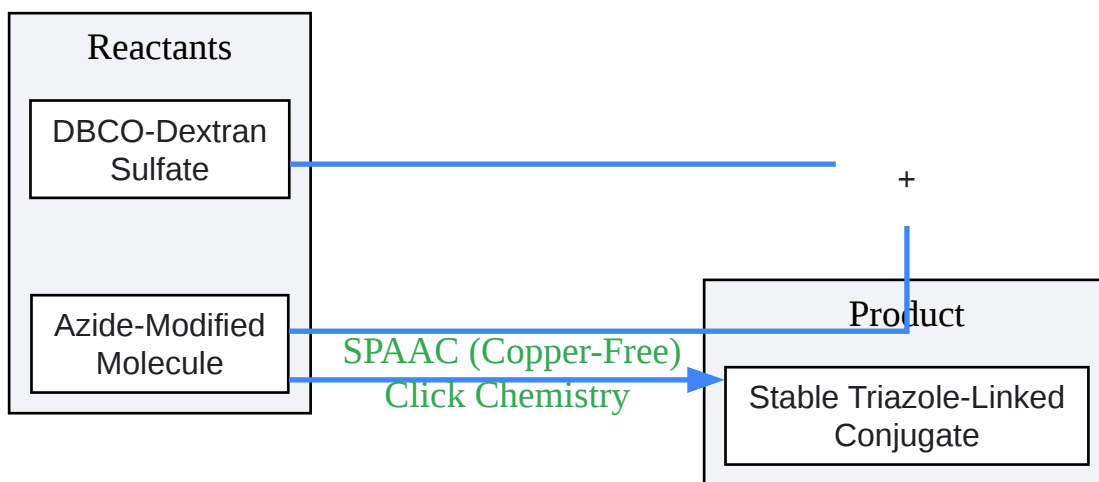 Reactants
DBCO-Dextran
Sulfate
+
Azide-Modified
Molecule
SPAAC (Copper-Free)
Click Chemistry
Product
Stable Triazole-Linked
Conjugate